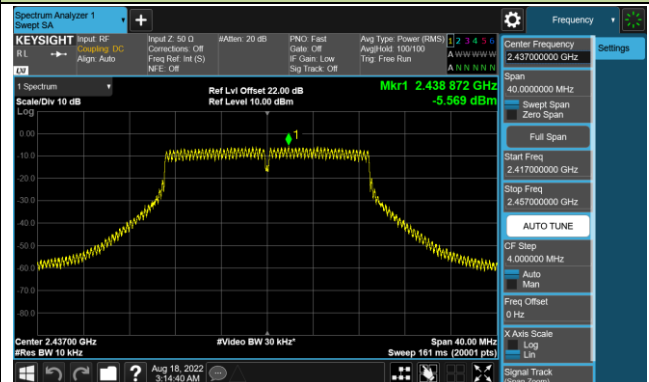 Spectrum Analyzer 1
Swept SA
+
Frequency
KEYSIGHT
RL
LXI
Input: RF
Coupling: DC
Align: Auto
Input Z: 50 Ω
Corrections: Off
Freq Ref: Int (S)
NFE: Off
#Atten: 20 dB
PNO: Fast
Gate: Off
IF Gain: Low
Sig Track: Off
Avg Type: Power (RMS)
Avg|Hold: 100/100
Trig: Free Run
1 2 3 4 5 6
A W W W W W
A N N N N N
Center Frequency
2.437000000 GHz
Settings
1 Spectrum
Scale/Div 10 dB
Log
Ref Lvl Offset 22.00 dB
Ref Level 10.00 dBm
Mkr1 2.438 872 GHz
-5.569 dBm
Span
40.0000000 MHz
Swept Span
Zero Span
Full Span
Start Freq
2.417000000 GHz
Stop Freq
2.457000000 GHz
AUTO TUNE
CF Step
4.000000 MHz
Auto
Man
Freq Offset
0 Hz
X Axis Scale
Log
Lin
Signal Track
(Span Zoom)
1
0.00
-10.0
-20.0
-30.0
-40.0
-50.0
-60.0
-70.0
-80.0
Center 2.43700 GHz
#Res BW 10 kHz
#Video BW 30 kHz*
Span 40.00 MHz
Sweep 161 ms (20001 pts)
?
Aug 18, 2022
3:14:40 AM